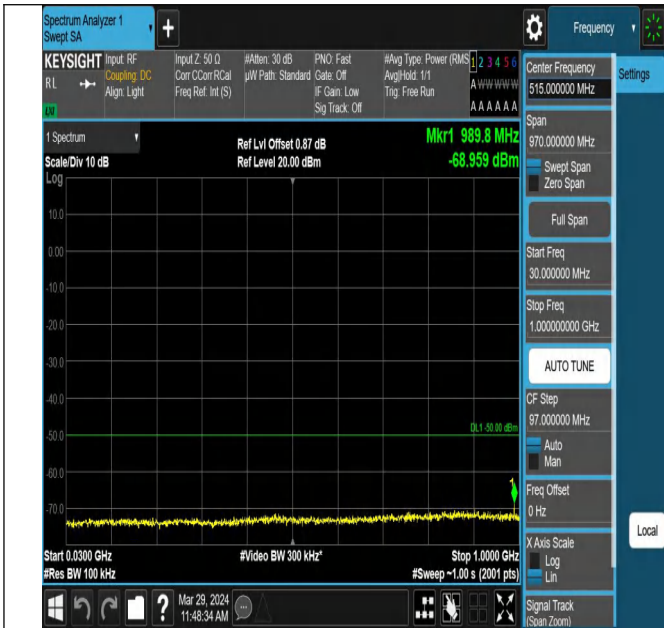 Spectrum Analyzer 1
Swept SA
Frequency
KEYSIGHT
RL
LXI
Input: RF
Coupling: DC
Align: Light
Input Z: 50 Ω
Corr CCorr RCal
Freq Ref: Int (S)
#Atten: 30 dB
µW Path: Standard
PNO: Fast
Gate: Off
IF Gain: Low
Sig Track: Off
#Avg Type: Power (RMS
Avg|Hold: 1/1
Trig: Free Run
1 2 3 4 5 6
A W W W W W
A A A A A A
1 Spectrum
Scale/Div 10 dB
Log
Ref Lvl Offset 0.87 dB
Ref Level 20.00 dBm
Mkr1 989.8 MHz
-68.959 dBm
10.0
0.00
-10.0
-20.0
-30.0
-40.0
-50.0
-60.0
-70.0
DL1 -50.00 dBm
1
Start 0.0300 GHz
#Res BW 100 kHz
#Video BW 300 kHz*
Stop 1.0000 GHz
#Sweep ~1.00 s (2001 pts)
Mar 29, 2024
11:48:34 AM
Center Frequency
515.000000 MHz
Span
970.000000 MHz
Swept Span
Zero Span
Full Span
Start Freq
30.000000 MHz
Stop Freq
1.000000000 GHz
AUTO TUNE
CF Step
97.000000 MHz
Auto
Man
Freq Offset
0 Hz
X Axis Scale
Log
Lin
Signal Track
(Span Zoom)
Settings
Local